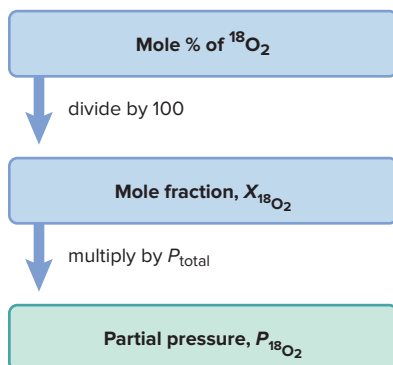 Mole % of ¹⁸O₂
divide by 100
Mole fraction, X₁₈O₂
multiply by Ptotal
Partial pressure, P₁₈O₂